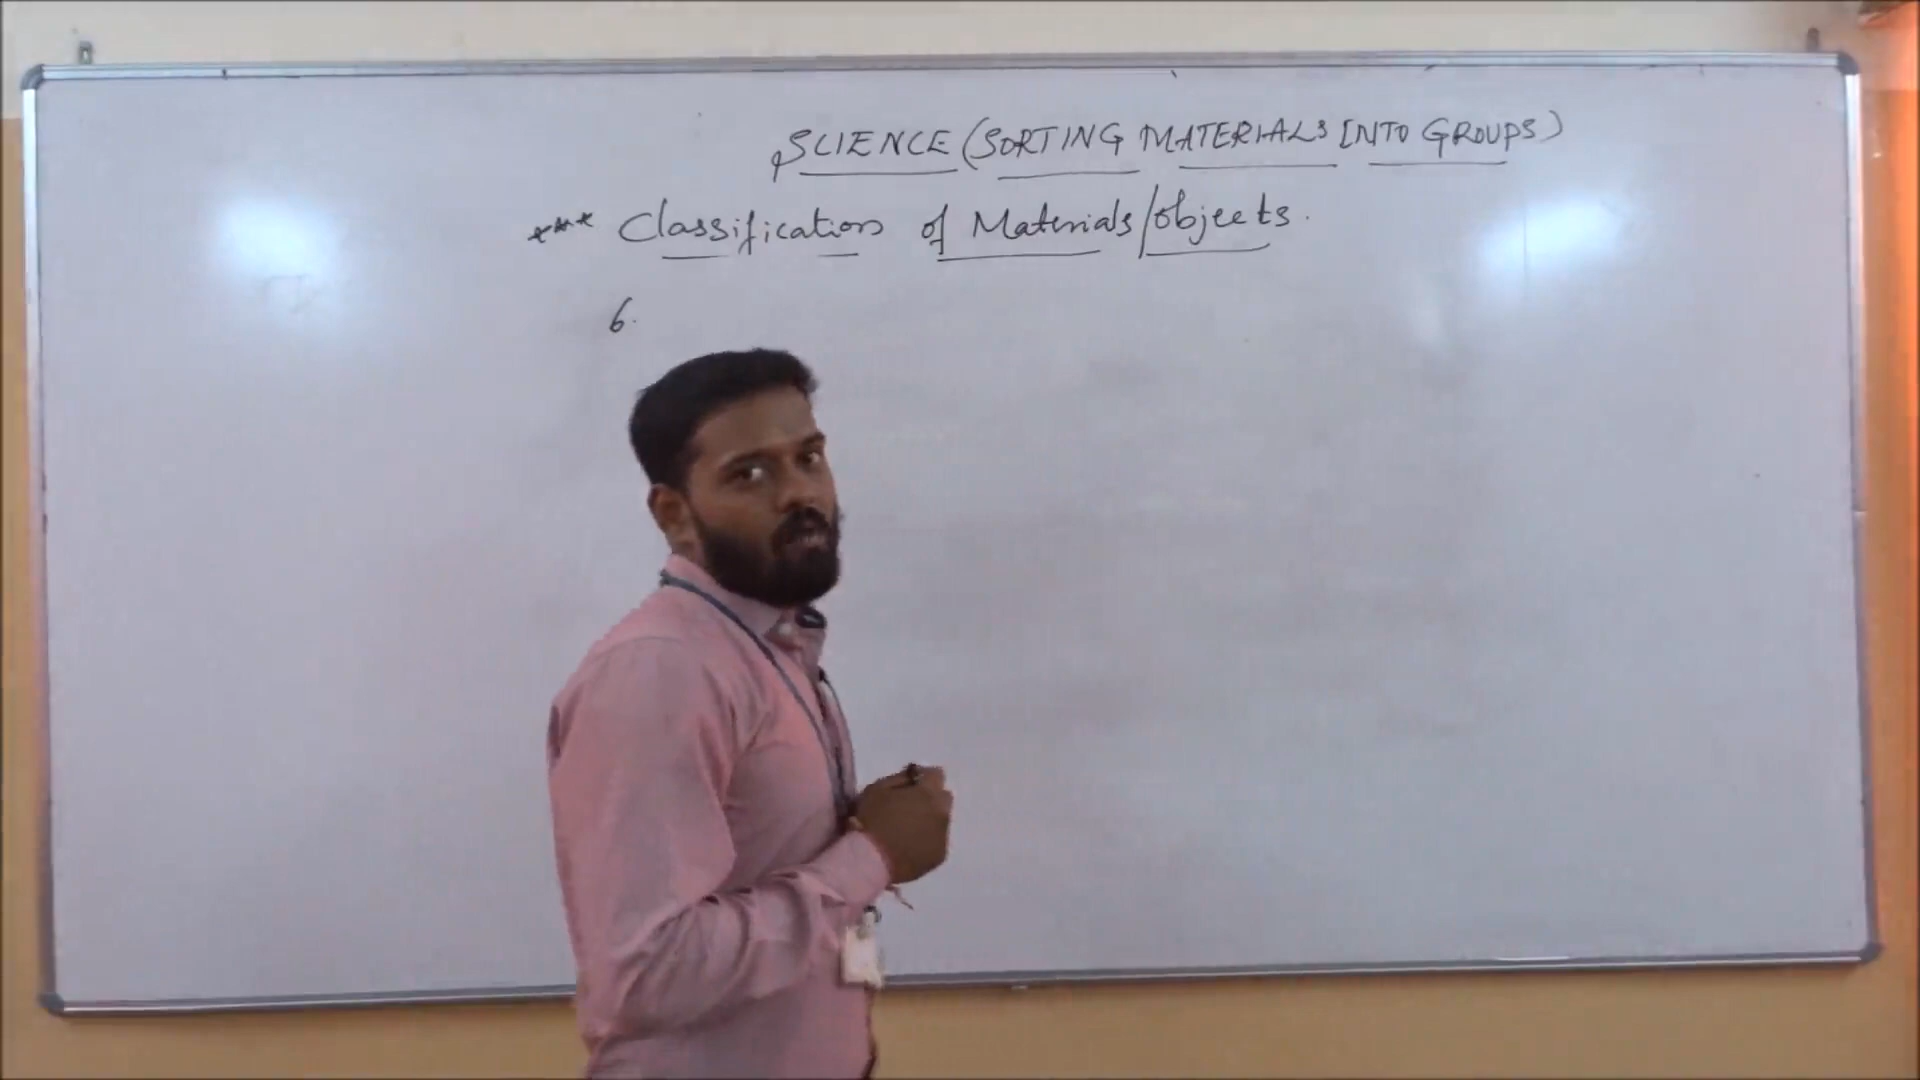 SCIENCE (SORTING MATERIALS INTO GROUPS)
*** Classification of Materials/objects.
6.